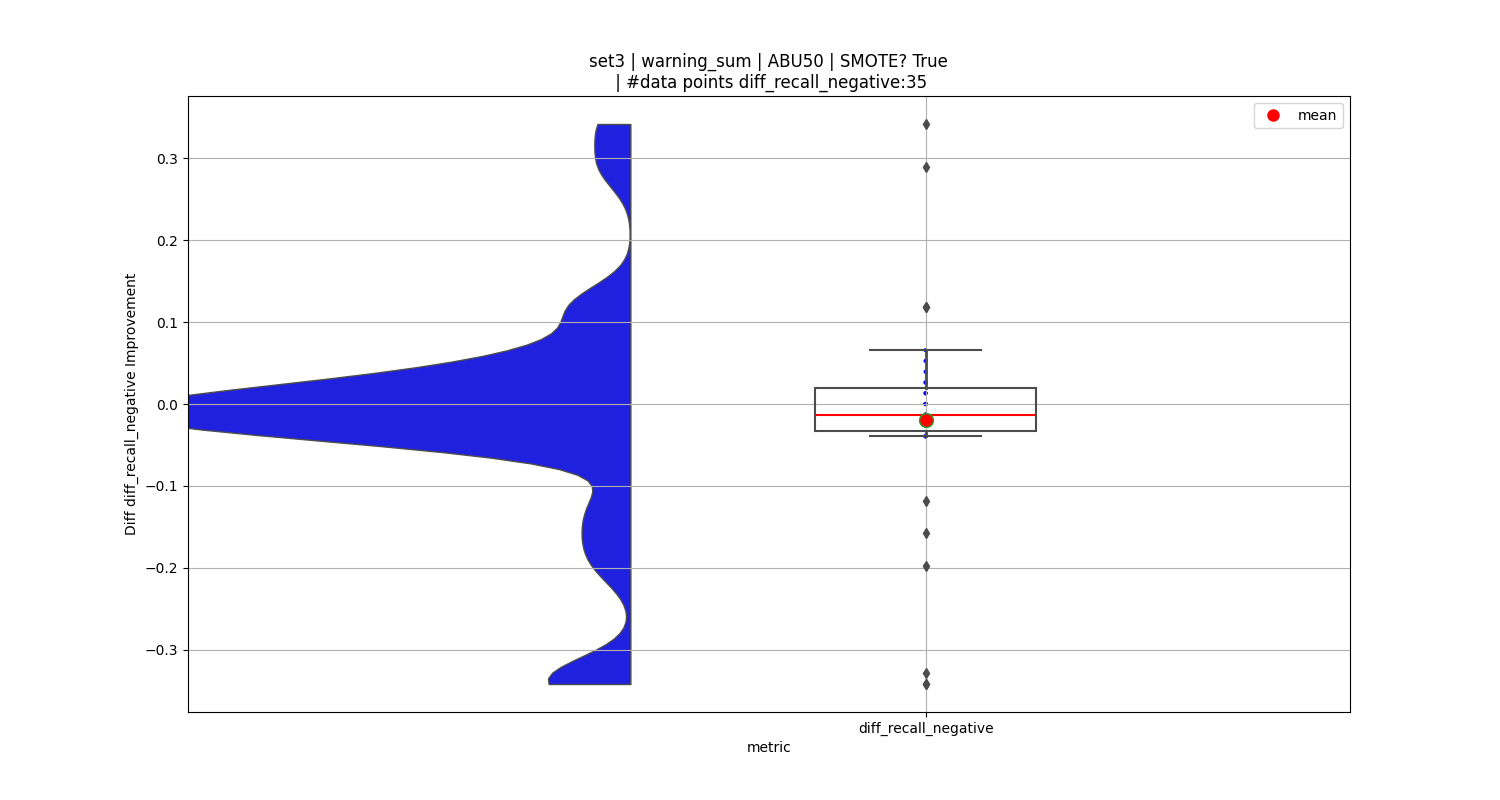 set3 | warning_sum | ABU50 | SMOTE? True
| #data points diff_recall_negative:35
mean
0.3
0.2
0.1
0.0
−0.1
−0.2
−0.3
Diff diff_recall_negative Improvement
diff_recall_negative
metric